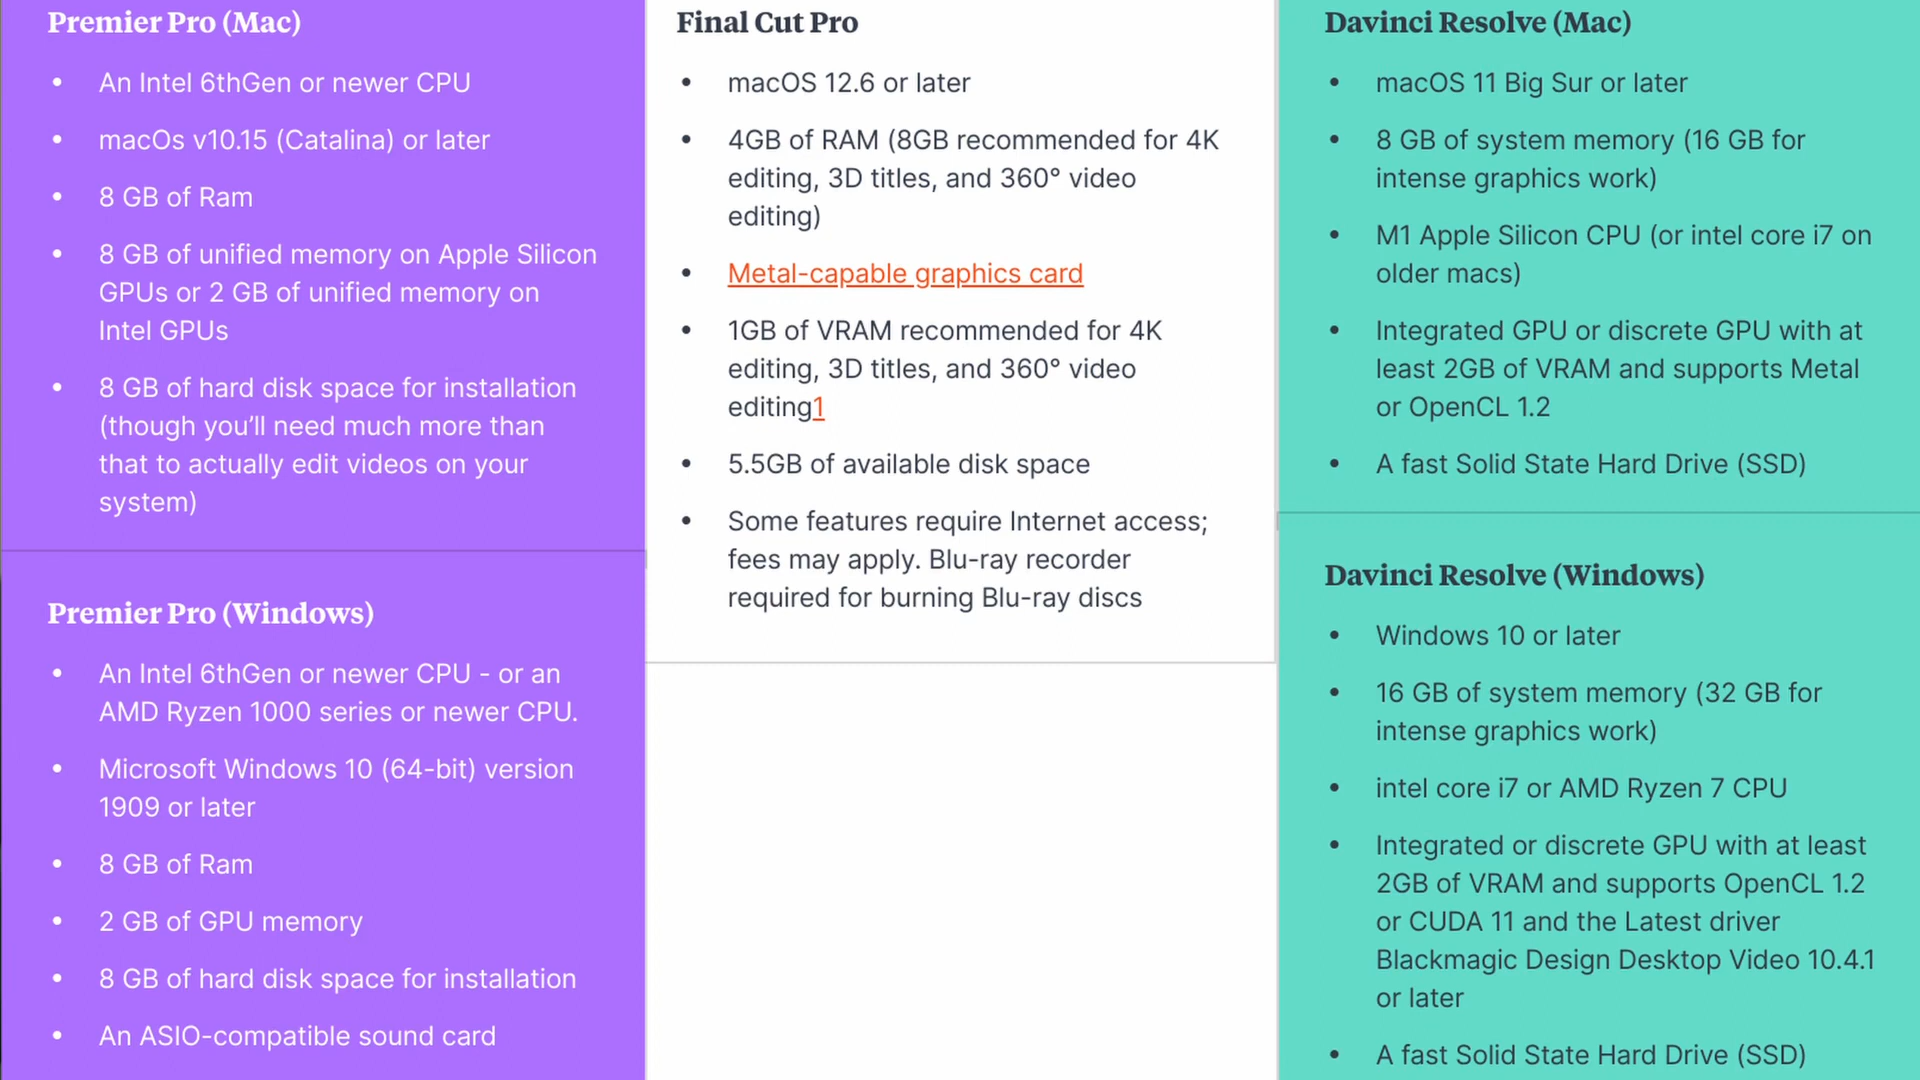 Premier Pro (Mac)
• An Intel 6thGen or newer CPU
• macOs v10.15 (Catalina) or later
• 8 GB of Ram
• 8 GB of unified memory on Apple Silicon
GPUs or 2 GB of unified memory on
Intel GPUs
• 8 GB of hard disk space for installation
(though you’ll need much more than
that to actually edit videos on your
system)
Premier Pro (Windows)
• An Intel 6thGen or newer CPU - or an
AMD Ryzen 1000 series or newer CPU.
• Microsoft Windows 10 (64-bit) version
1909 or later
• 8 GB of Ram
• 2 GB of GPU memory
• 8 GB of hard disk space for installation
• An ASIO-compatible sound card
Final Cut Pro
• macOS 12.6 or later
• 4GB of RAM (8GB recommended for 4K
editing, 3D titles, and 360° video
editing)
• Metal-capable graphics card
• 1GB of VRAM recommended for 4K
editing, 3D titles, and 360° video
editing1
• 5.5GB of available disk space
• Some features require Internet access;
fees may apply. Blu-ray recorder
required for burning Blu-ray discs
Davinci Resolve (Mac)
• macOS 11 Big Sur or later
• 8 GB of system memory (16 GB for
intense graphics work)
• M1 Apple Silicon CPU (or intel core i7 on
older macs)
• Integrated GPU or discrete GPU with at
least 2GB of VRAM and supports Metal
or OpenCL 1.2
• A fast Solid State Hard Drive (SSD)
Davinci Resolve (Windows)
• Windows 10 or later
• 16 GB of system memory (32 GB for
intense graphics work)
• intel core i7 or AMD Ryzen 7 CPU
• Integrated or discrete GPU with at least
2GB of VRAM and supports OpenCL 1.2
or CUDA 11 and the Latest driver
Blackmagic Design Desktop Video 10.4.1
or later
• A fast Solid State Hard Drive (SSD)